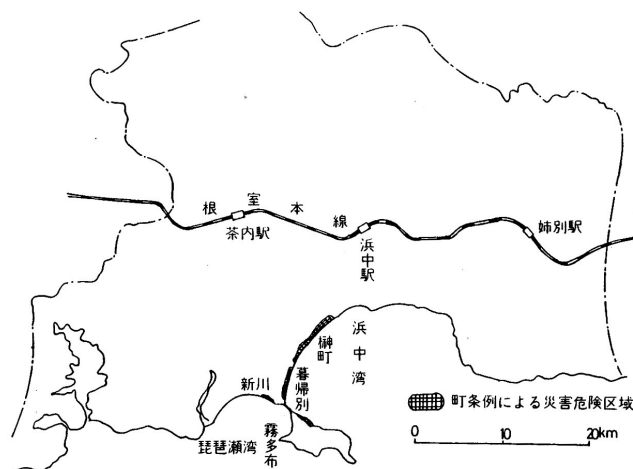 根室本線
茶内駅
浜中駅
姉別駅
榊町
浜中湾
暮帰別
新川
霧多布
琵琶瀬湾
町条例による災害危険区域
0 10 20km